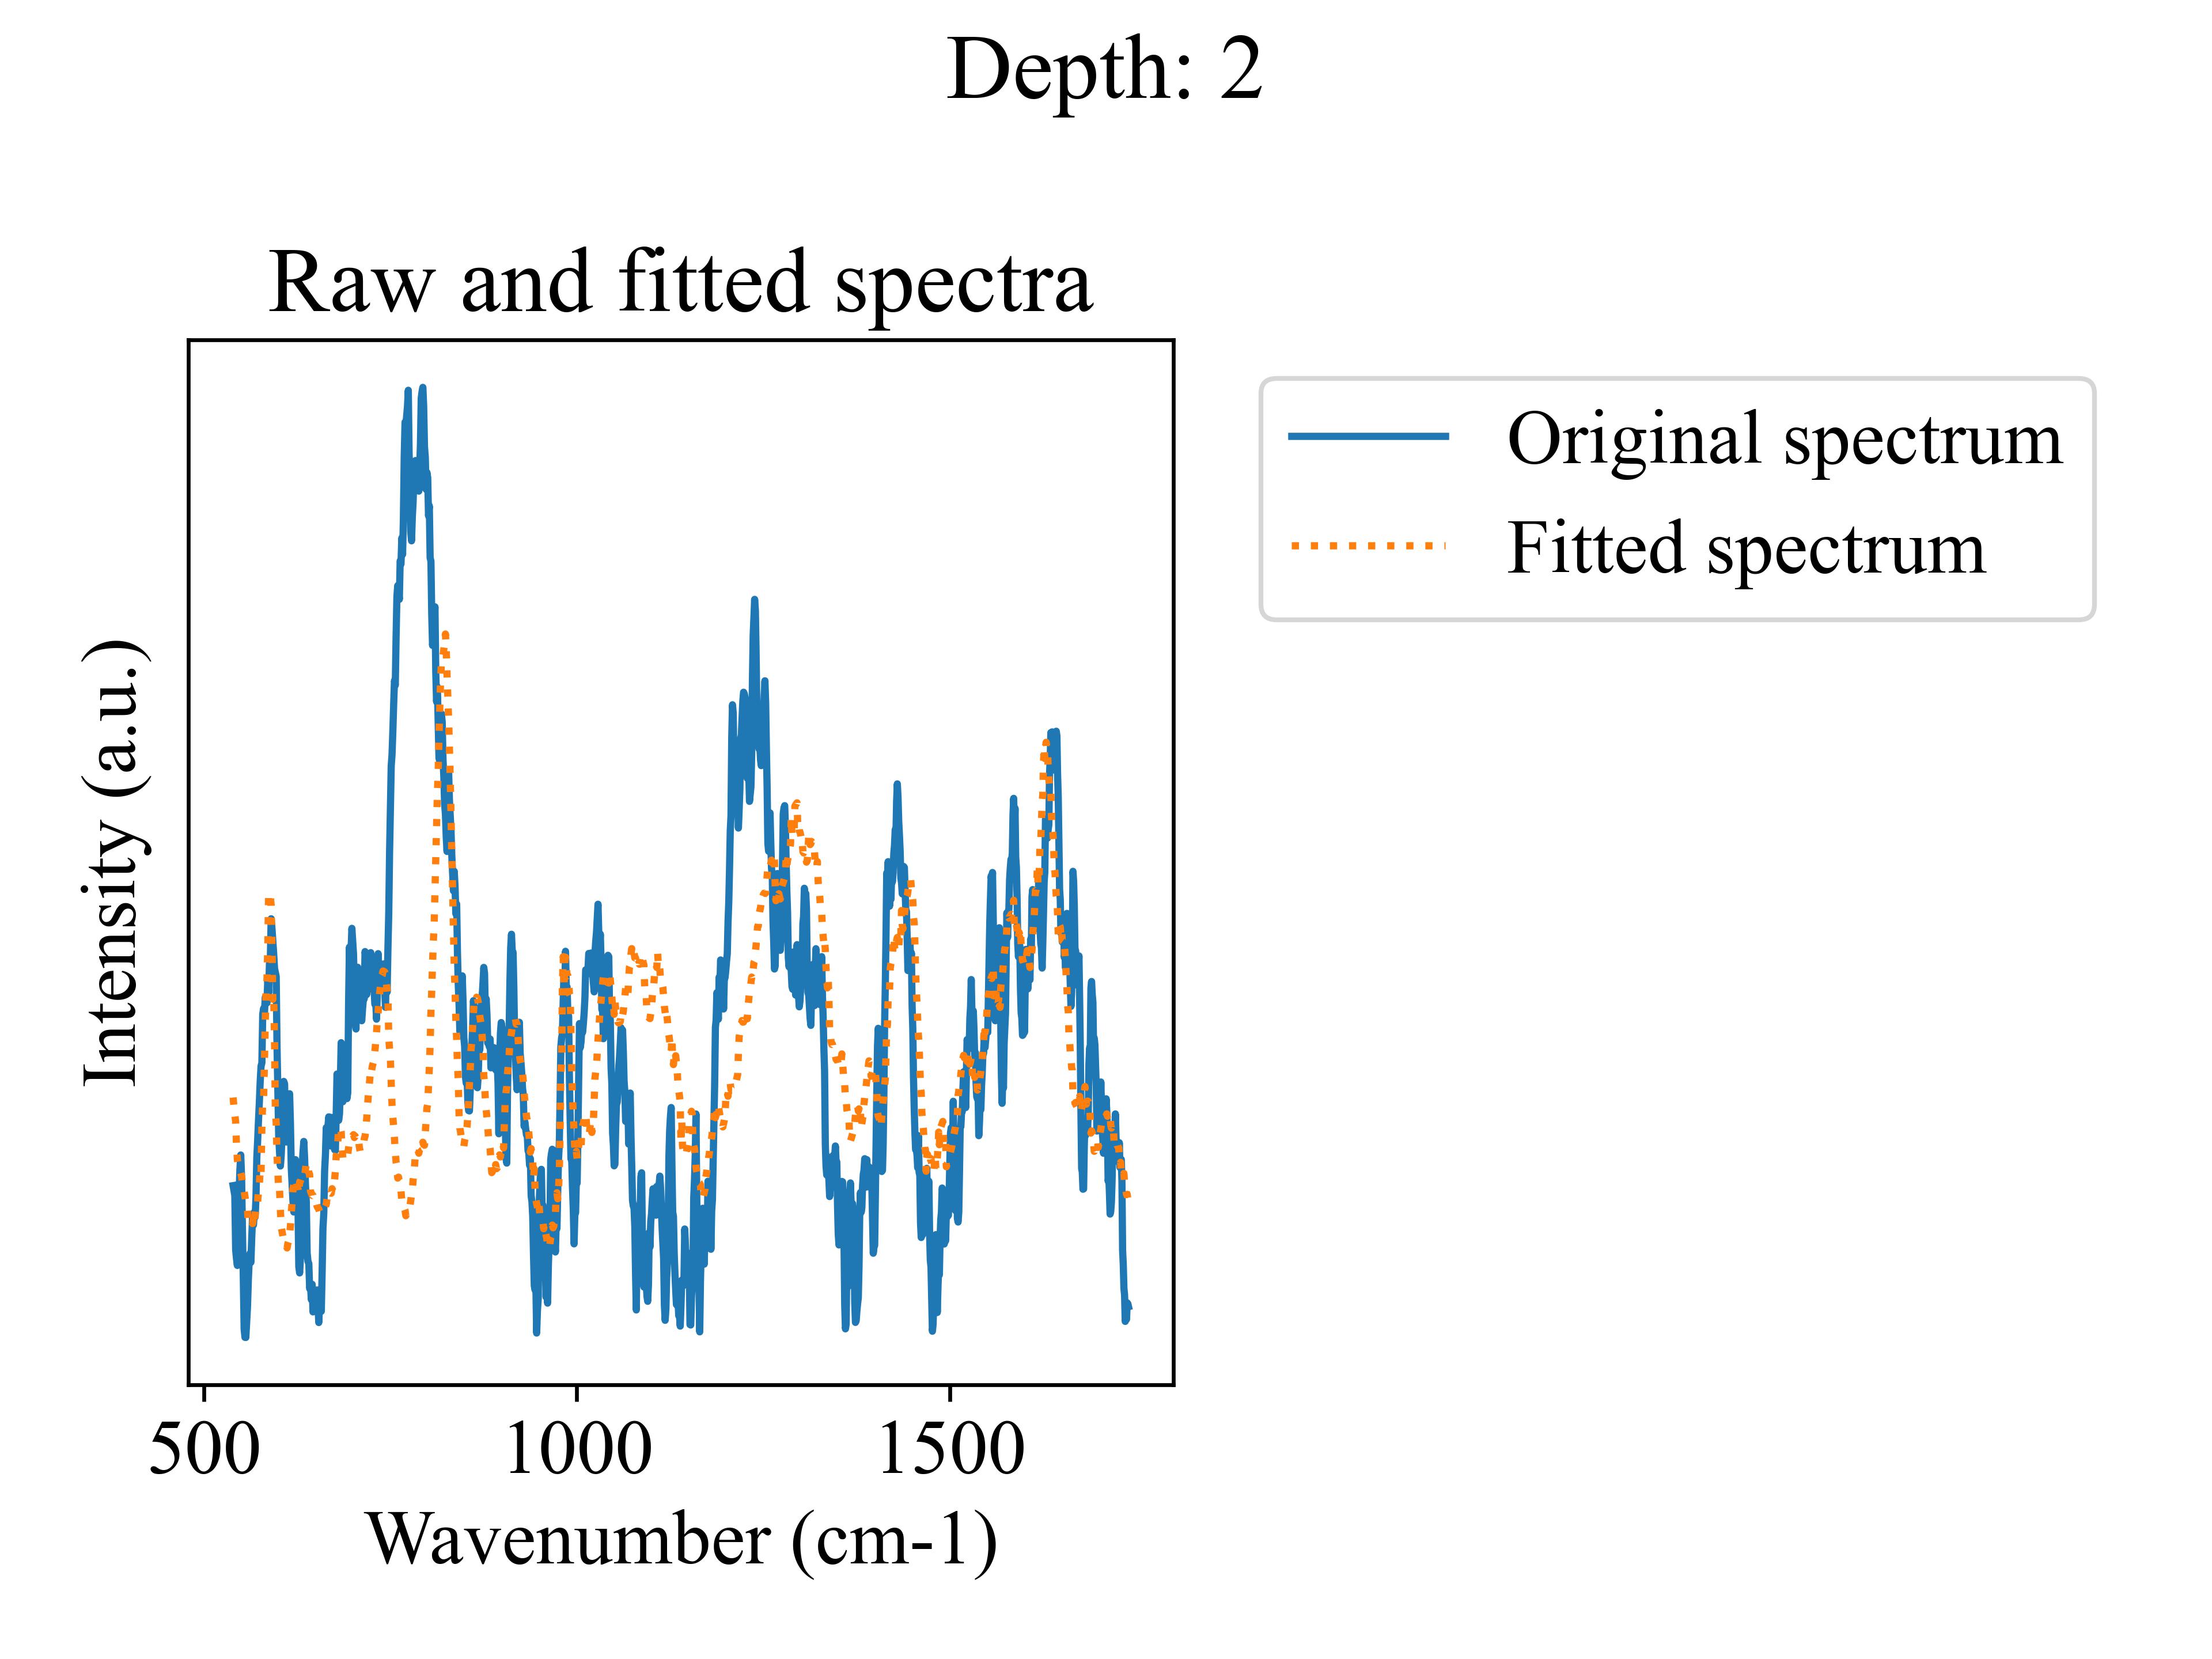 Depth: 2
Raw and fitted spectra
Original spectrum
Fitted spectrum
Intensity (a.u.)
500 1000 1500
Wavenumber (cm-1)